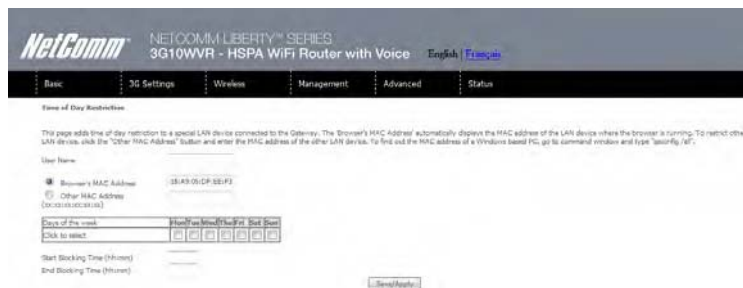 NetComm
NETCOMM LIBERTY™ SERIES
3G10WVR - HSPA WiFi Router with Voice English | Français
Basic 3G Settings Wireless Management Advanced Status
Time of Day Restriction
This page adds time of day restriction to a special LAN device connected to the Gateway. The 'Browser's MAC Address' automatically displays the MAC address of the LAN device where the browser is running. To restrict other
LAN device, click the "Other MAC Address" button and enter the MAC address of the other LAN device. To find out the MAC address of a Windows based PC, go to command window and type "ipconfig /all".
User Name
Browser's MAC Address
Other MAC Address
(xx:xx:xx:xx:xx:xx)
Days of the week Mon Tue Wed Thu Fri Sat Sun
Click to select
Start Blocking Time (hh:mm)
End Blocking Time (hh:mm)
Save/Apply